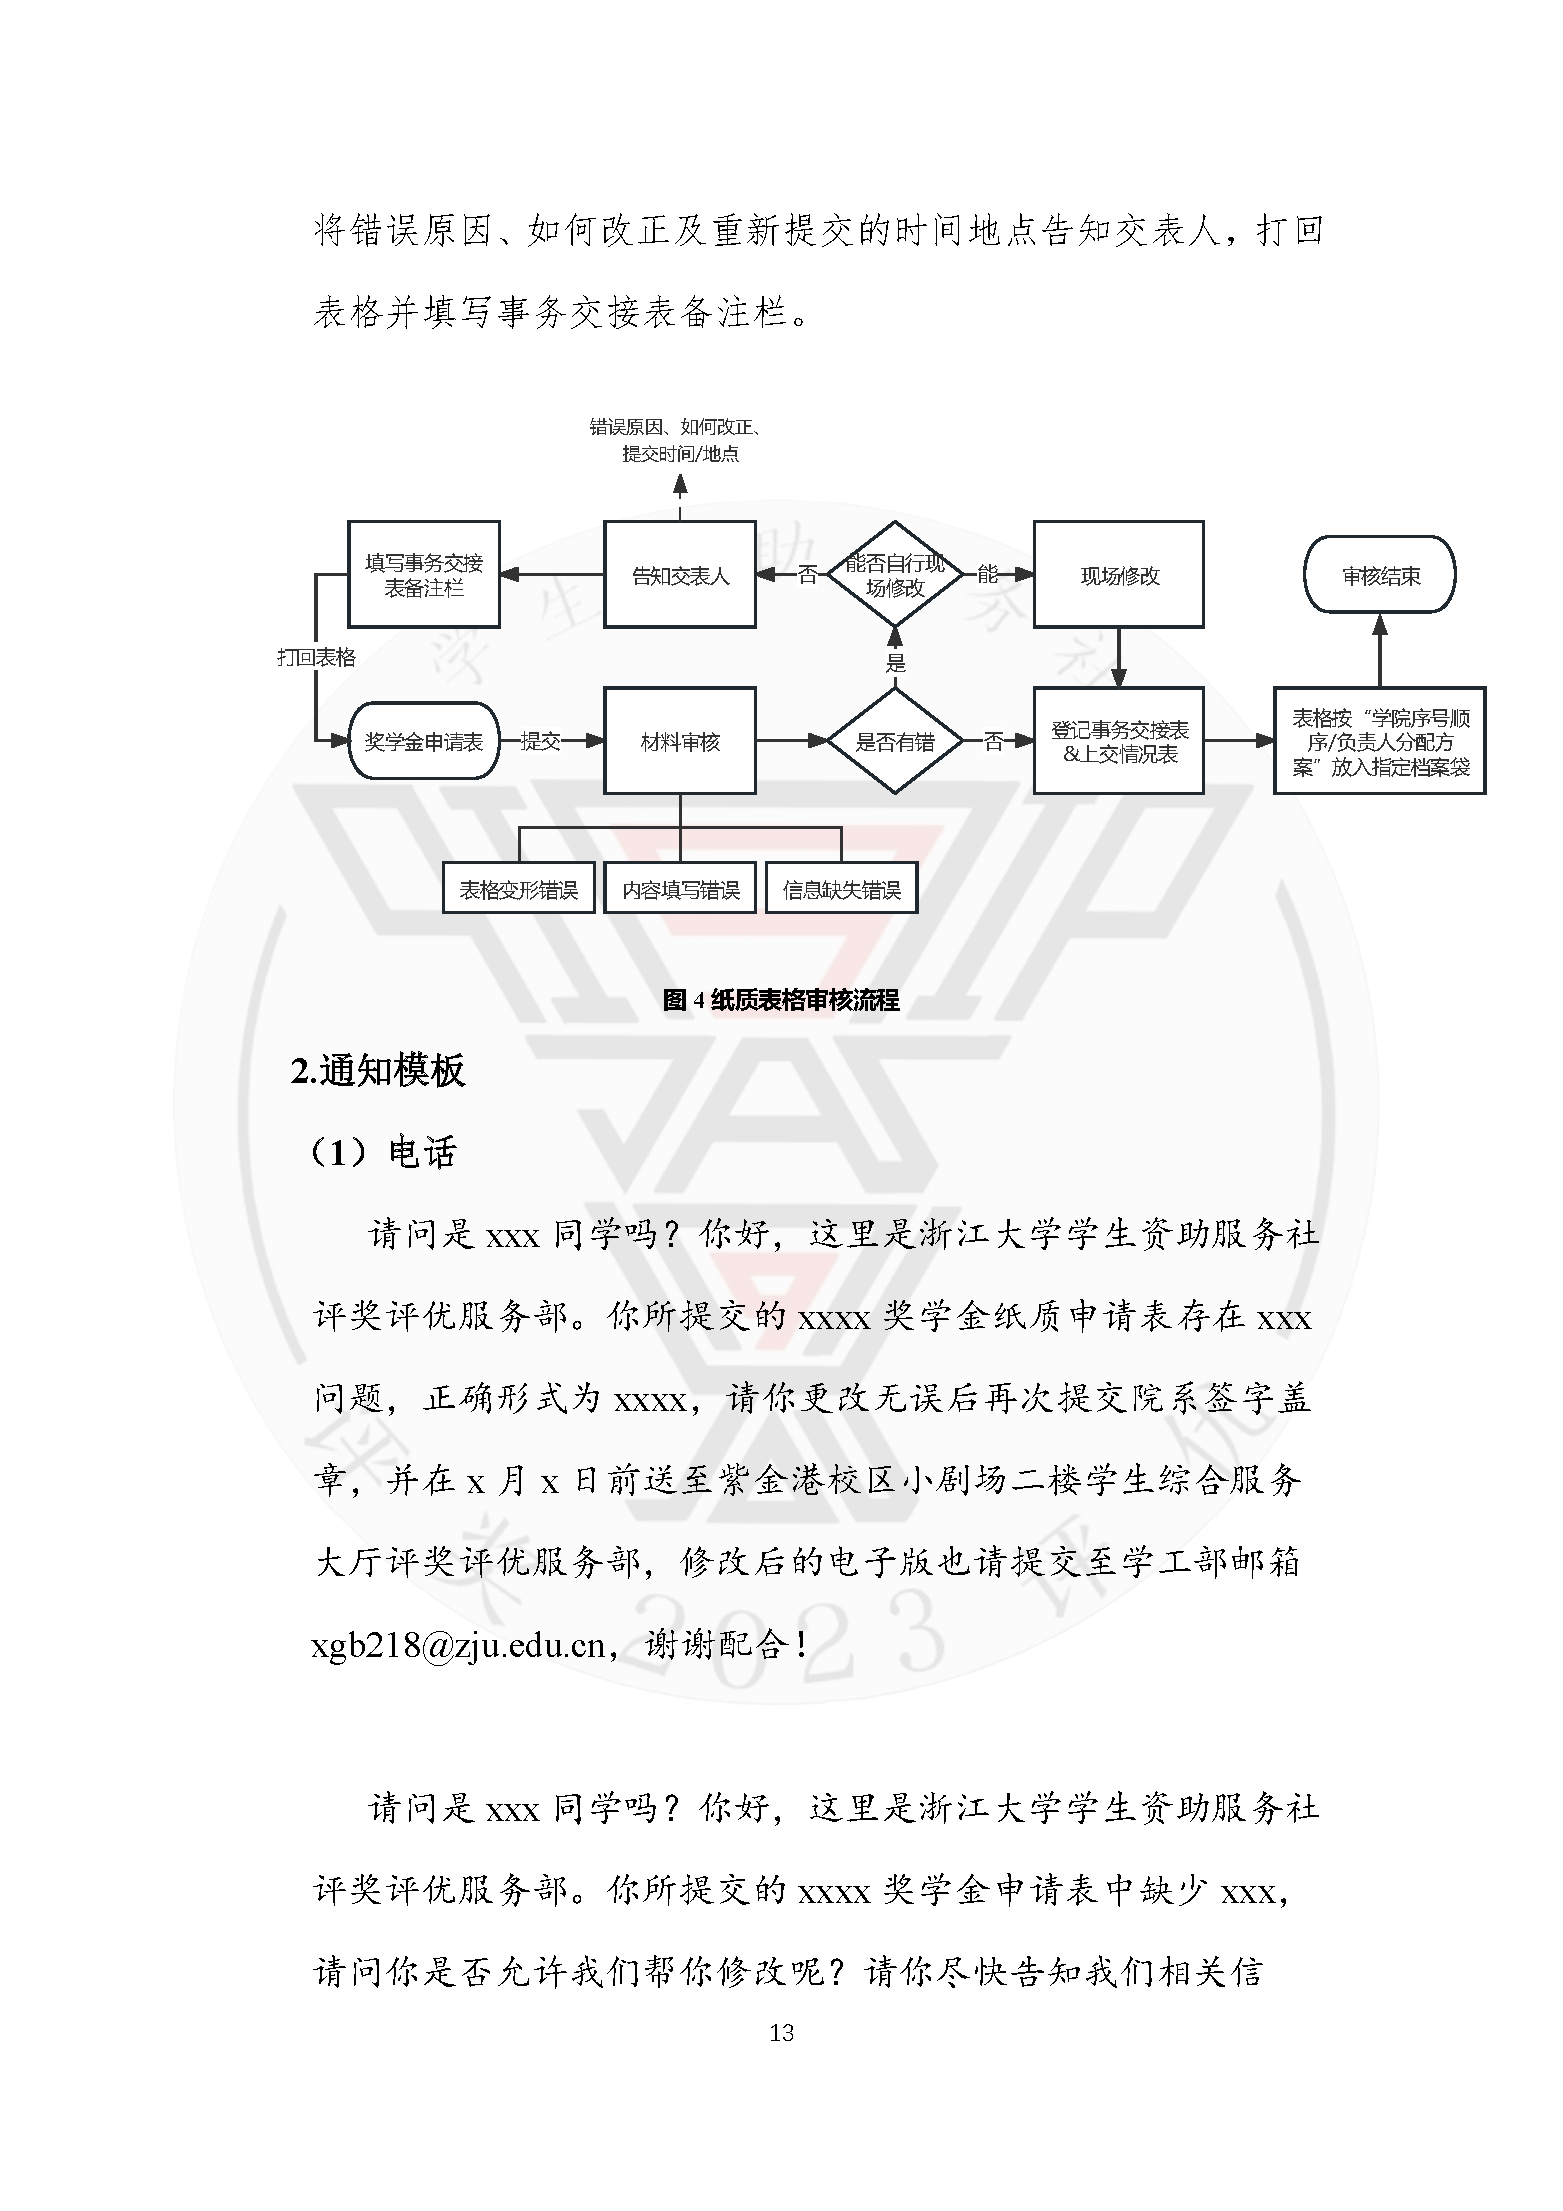 将错误原因、如何改正及重新提交的时间地点告知交表人，打回
表格并填写事务交接表备注栏。
错误原因、如何改正、
提交时间/地点
填写事务交接
表备注栏
告知交表人
否
能否自行现
场修改
能
现场修改
审核结束
打回表格
是
奖学金申请表
提交
材料审核
是否有错
否
登记事务交接表
&上交情况表
表格按“学院序号顺
序/负责人分配方
案”放入指定档案袋
表格变形错误
内容填写错误
信息缺失错误
图 4 纸质表格审核流程
2.通知模板
（1）电话
请问是 xxx 同学吗？你好，这里是浙江大学学生资助服务社
评奖评优服务部。你所提交的 xxxx 奖学金纸质申请表存在 xxx
问题，正确形式为 xxxx，请你更改无误后再次提交院系签字盖
章，并在 x 月 x 日前送至紫金港校区小剧场二楼学生综合服务
大厅评奖评优服务部，修改后的电子版也请提交至学工部邮箱
xgb218@zju.edu.cn，谢谢配合！
请问是 xxx 同学吗？你好，这里是浙江大学学生资助服务社
评奖评优服务部。你所提交的 xxxx 奖学金申请表中缺少 xxx，
请问你是否允许我们帮你修改呢？请你尽快告知我们相关信
13
学生 助 务社
评奖 2023 评优